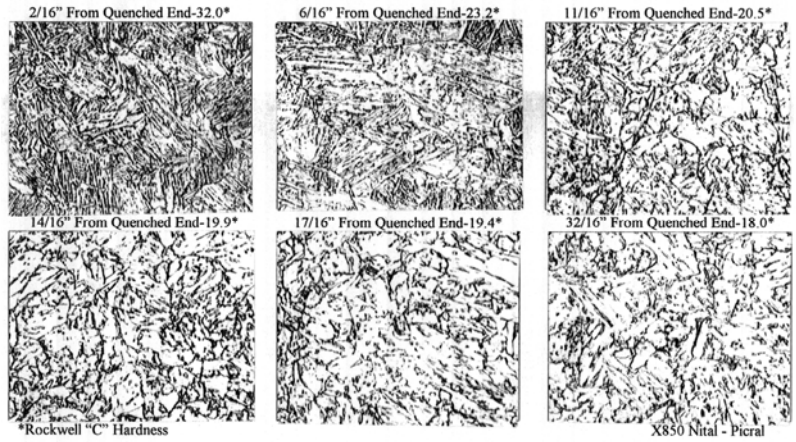 2/16” From Quenched End-32.0*
6/16” From Quenched End-23.2*
11/16” From Quenched End-20.5*
14/16” From Quenched End-19.9*
17/16” From Quenched End-19.4*
32/16” From Quenched End-18.0*
*Rockwell “C” Hardness
X850 Nital - Picral